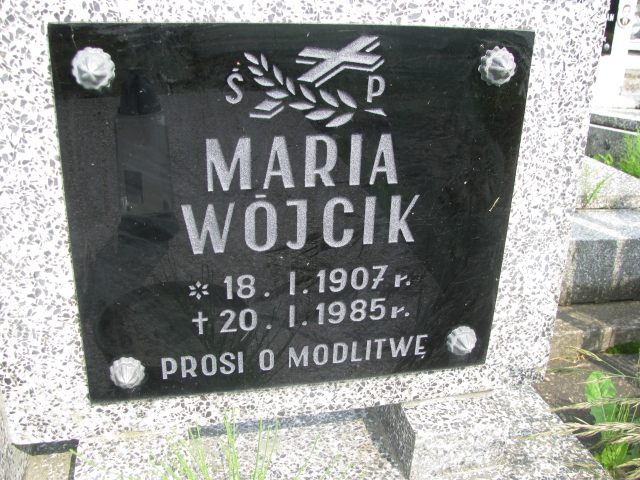 Ś P
MARIA
WÓJCIK
* 18. I. 1907 r.
† 20. I. 1985 r.
PROSI O MODLITWĘ